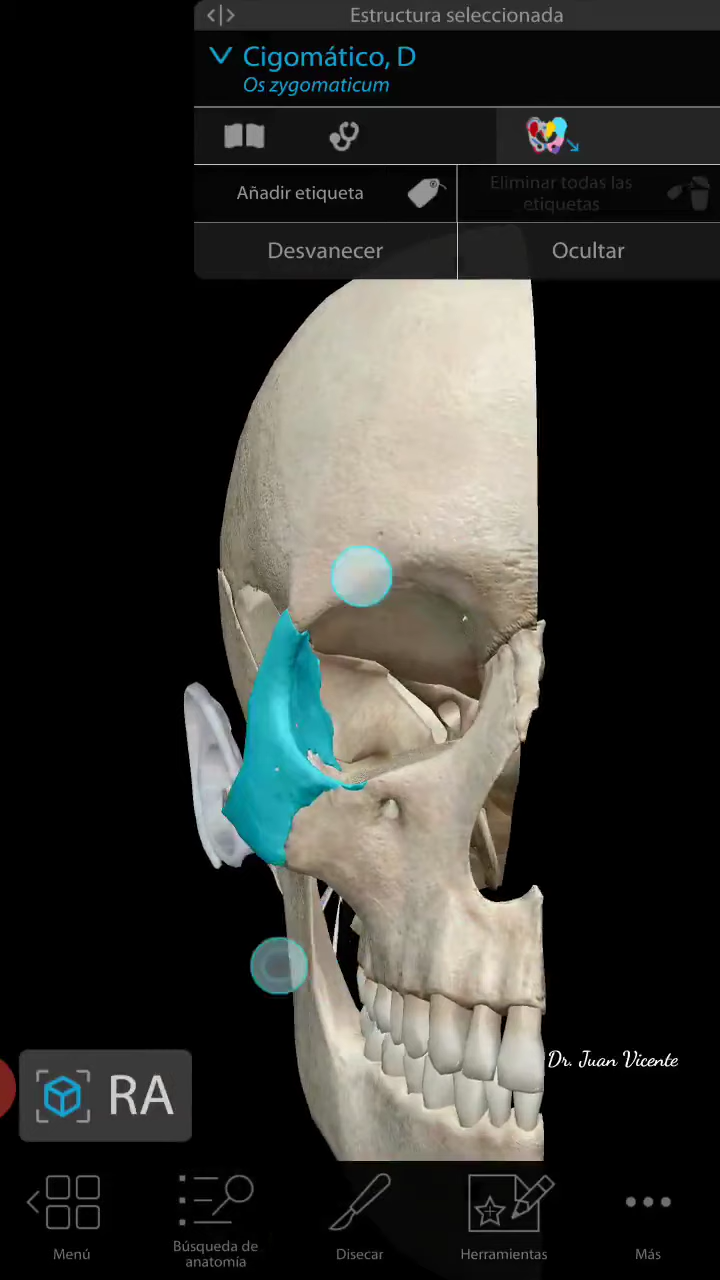 Estructura seleccionada
Cigomático, D
Os zygomaticum
Añadir etiqueta
Eliminar todas las
etiquetas
Desvanecer
Ocultar
Dr. Juan Vicente
RA
Menú
Búsqueda de
anatomía
Disecar
Herramientas
Más